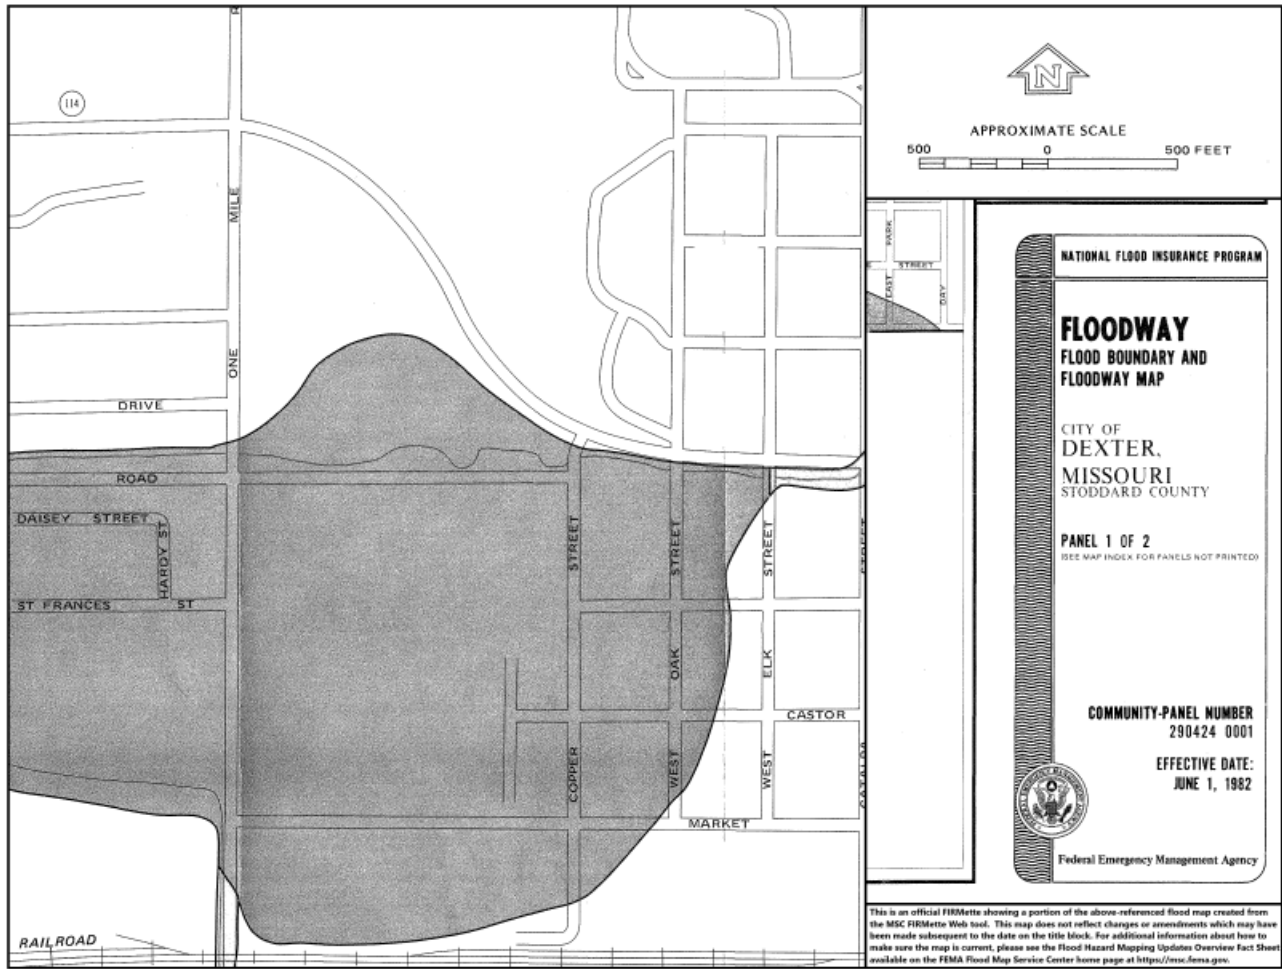 114
MILE
ONE
DRIVE
ROAD
DAISEY STREET
HARDY ST
ST FRANCES ST
STREET
STREET
STREET
OAK
ELK
CASTOR
COPPER
WEST
WEST
MARKET
RAILROAD
N
APPROXIMATE SCALE
500 0 500 FEET
PARK
STREET
EAST
DAY
NATIONAL FLOOD INSURANCE PROGRAM
FLOODWAY
FLOOD BOUNDARY AND
FLOODWAY MAP
CITY OF
DEXTER,
MISSOURI
STODDARD COUNTY
PANEL 1 OF 2
(SEE MAP INDEX FOR PANELS NOT PRINTED)
COMMUNITY-PANEL NUMBER
290424 0001
EFFECTIVE DATE:
JUNE 1, 1982
Federal Emergency Management Agency
This is an official FIRMette showing a portion of the above-referenced flood map created from
the MSC FIRMette Web tool. This map does not reflect changes or amendments which may have
been made subsequent to the date on the title block. For additional information about how to
make sure the map is current, please see the Flood Hazard Mapping Updates Overview Fact Sheet
available on the FEMA Flood Map Service Center home page at https://msc.fema.gov.